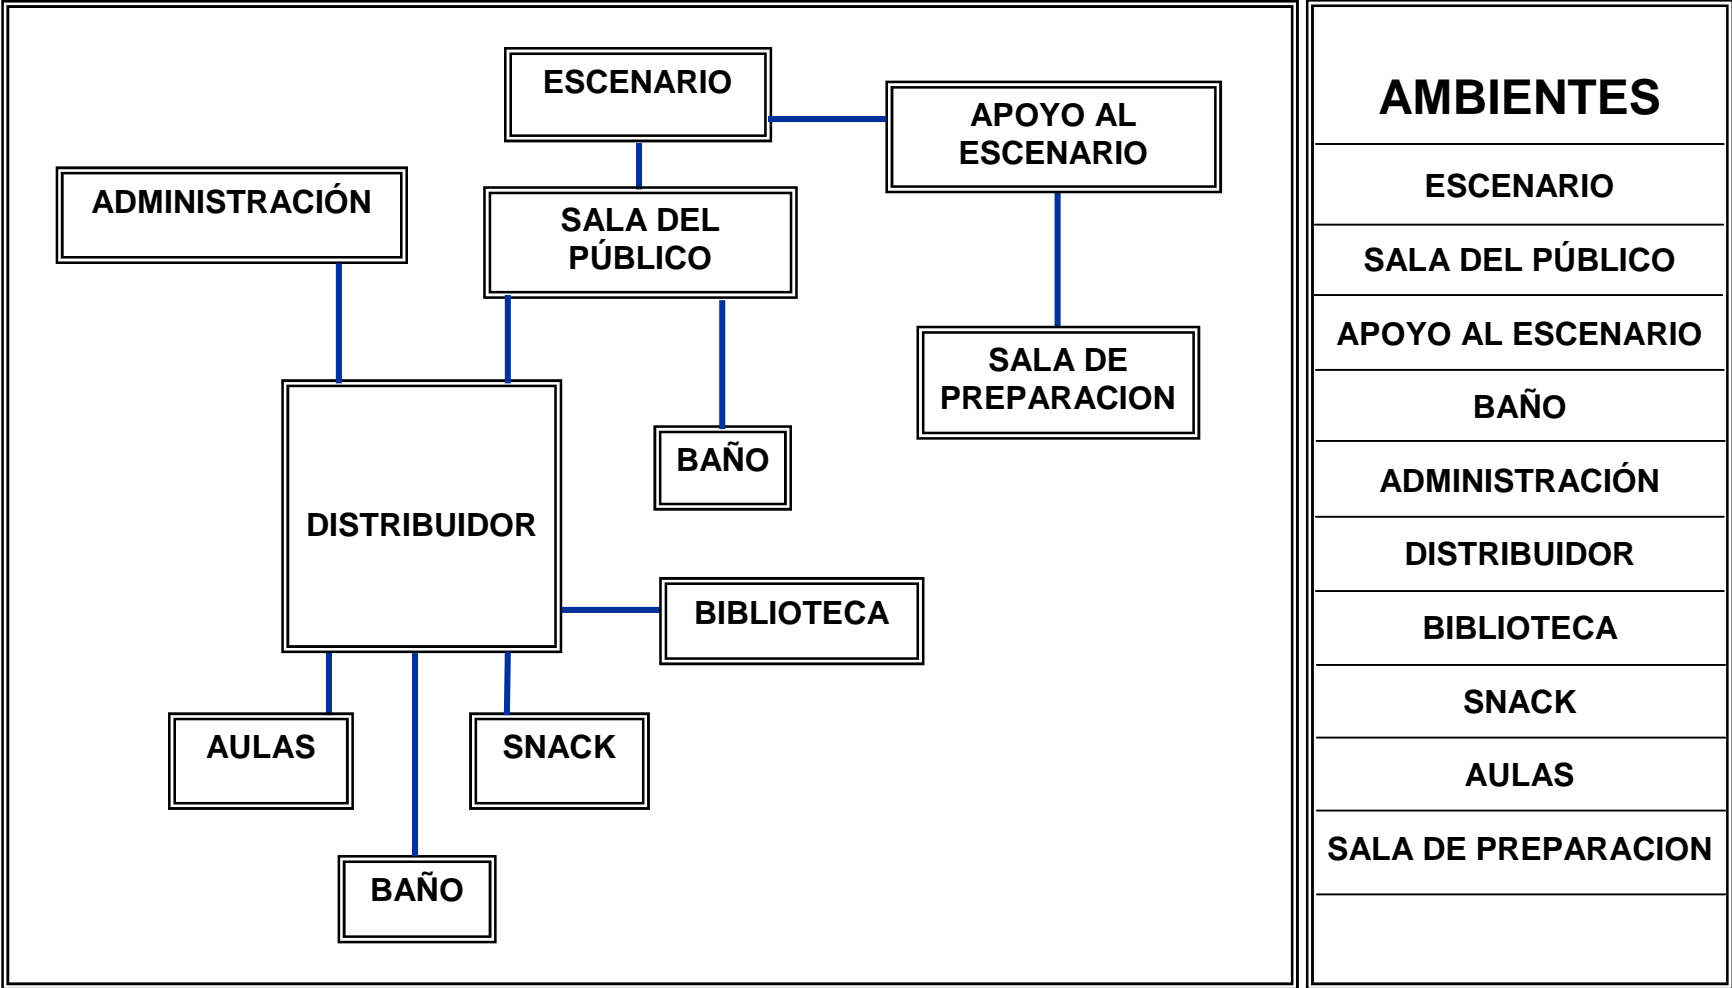 ESCENARIO
APOYO AL
ESCENARIO
ADMINISTRACIÓN
SALA DEL
PÚBLICO
SALA DE
PREPARACION
BAÑO
DISTRIBUIDOR
BIBLIOTECA
AULAS
SNACK
BAÑO
AMBIENTES
ESCENARIO
SALA DEL PÚBLICO
APOYO AL ESCENARIO
BAÑO
ADMINISTRACIÓN
DISTRIBUIDOR
BIBLIOTECA
SNACK
AULAS
SALA DE PREPARACION